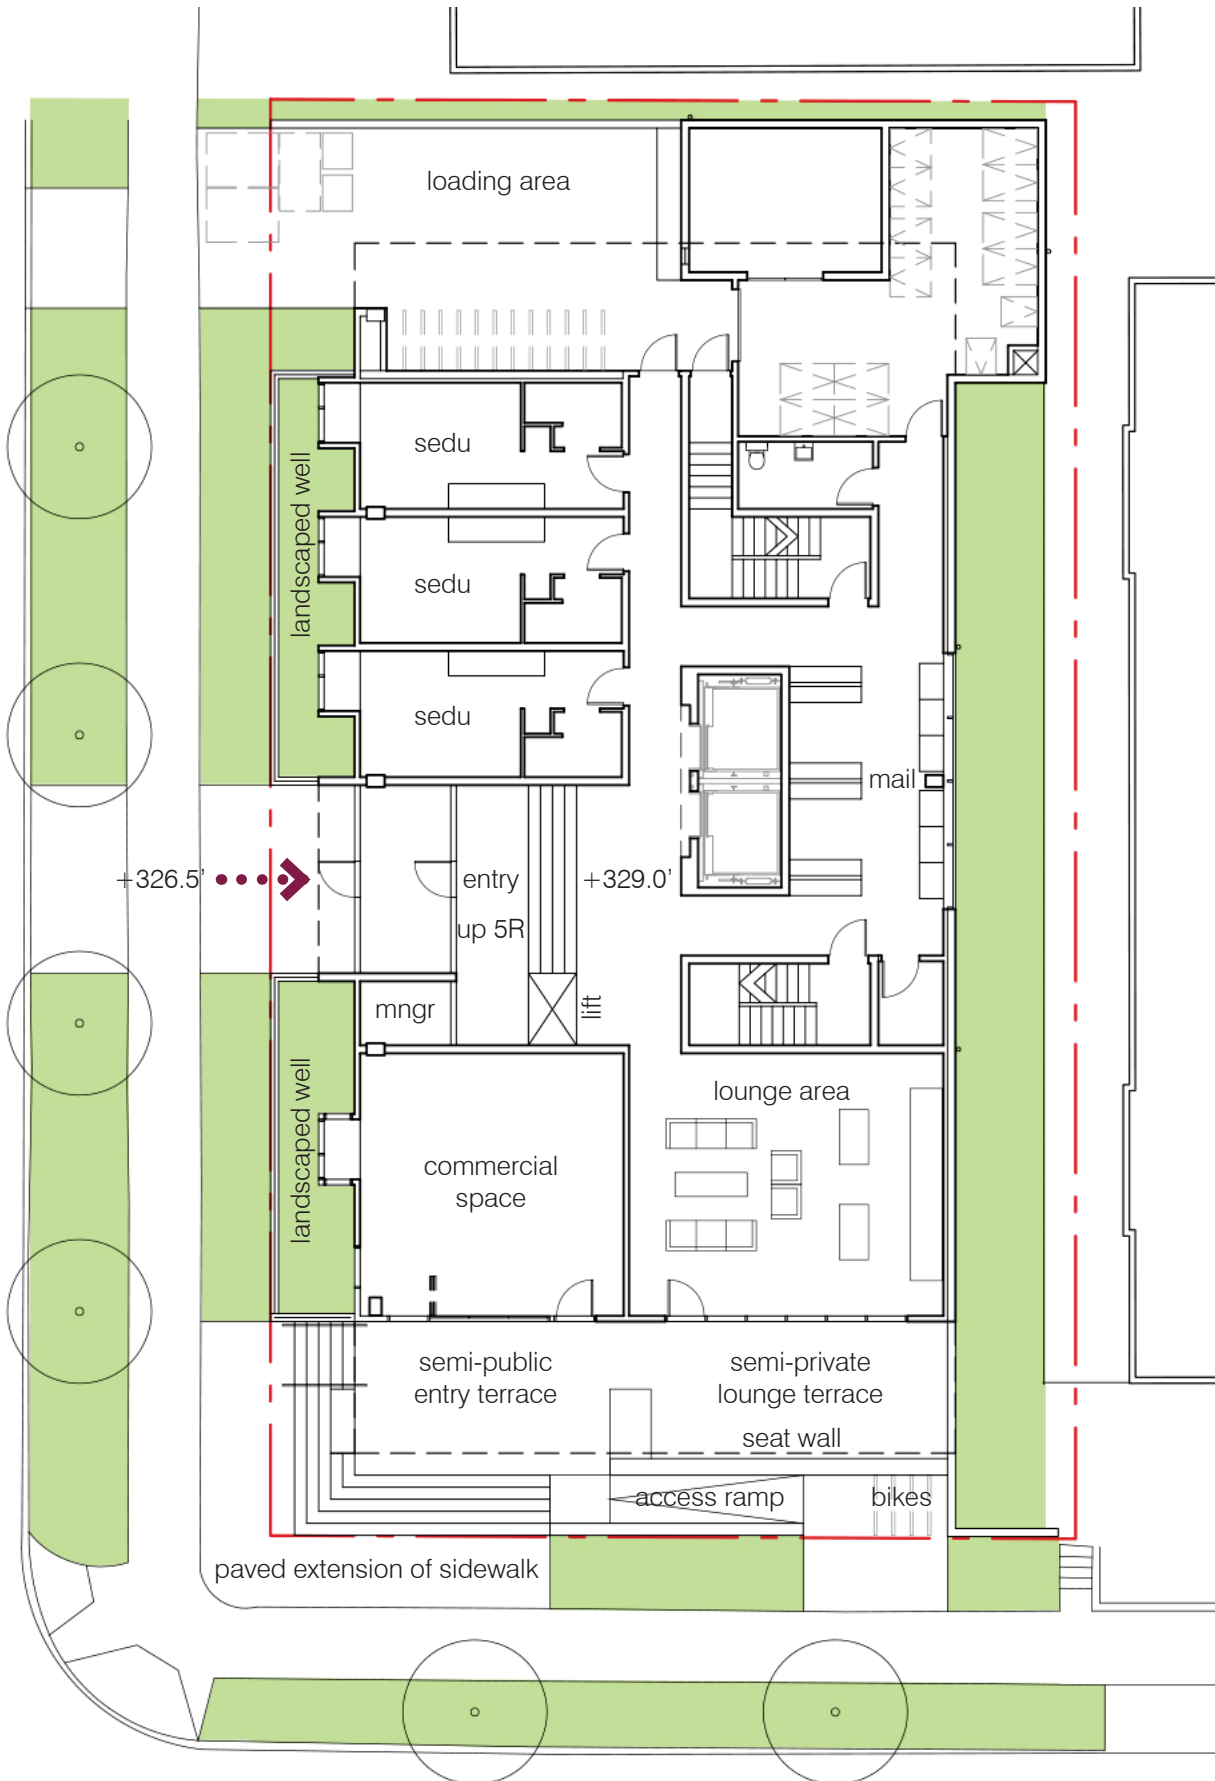 loading area
sedu
landscaped well
sedu
sedu
mail
+326.5'
entry
+329.0'
up 5R
mngr
lift
lounge area
landscaped well
commercial
space
semi-public
entry terrace
semi-private
lounge terrace
seat wall
access ramp
bikes
paved extension of sidewalk